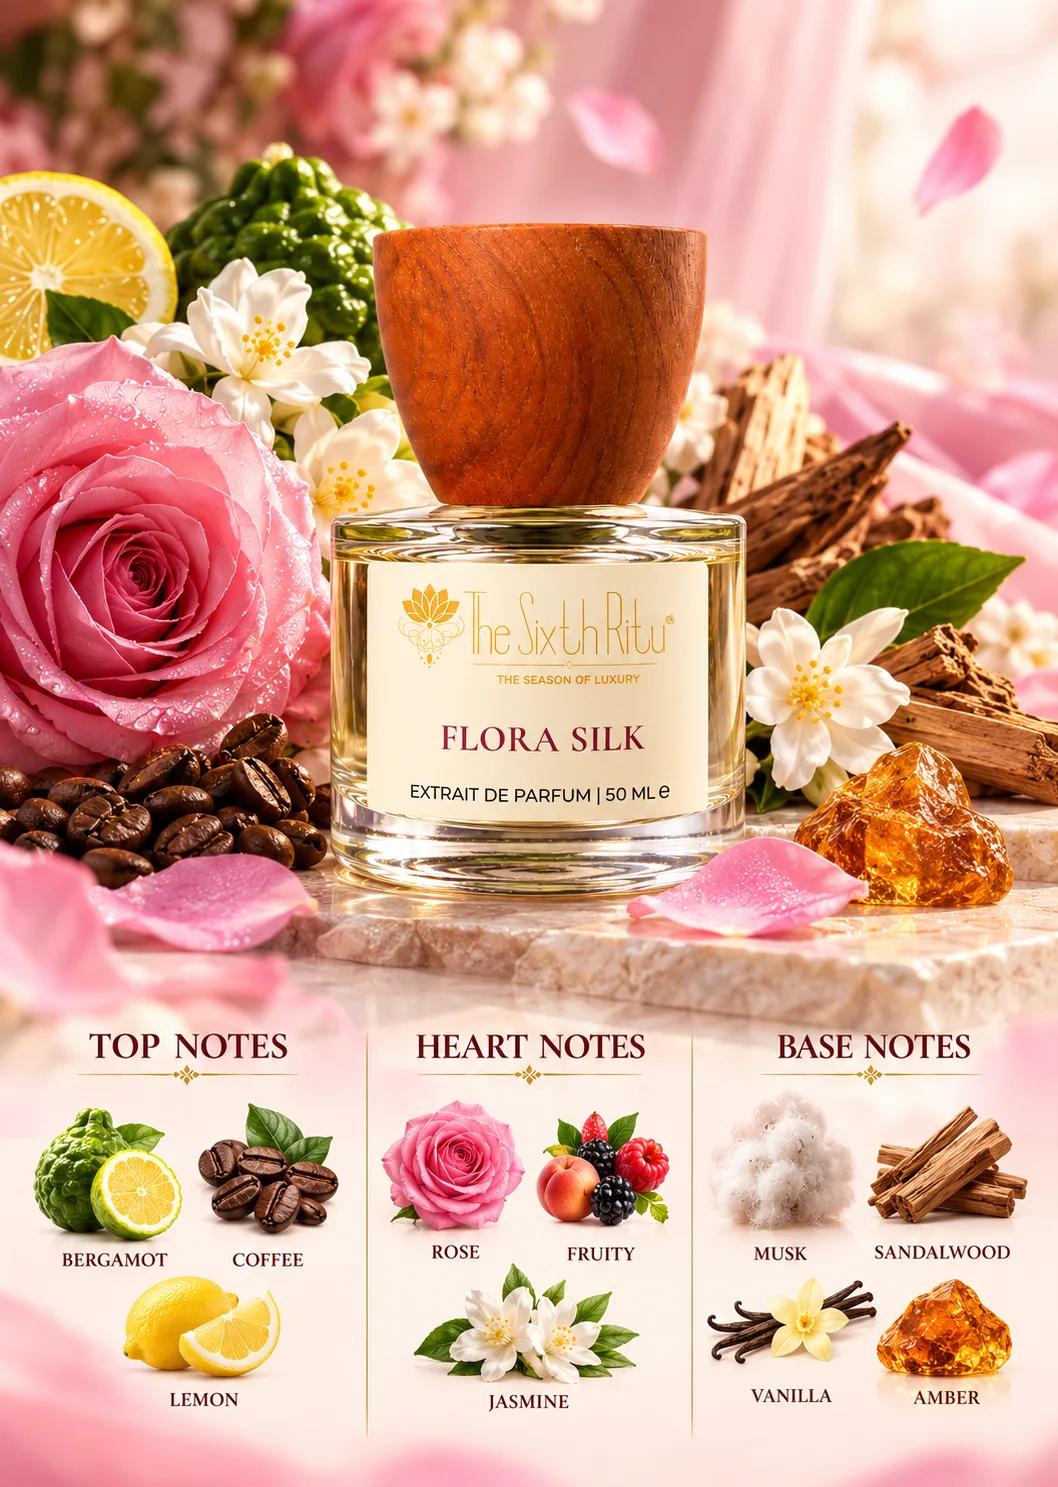 The Sixth Ritu
THE SEASON OF LUXURY
FLORA SILK
EXTRAIT DE PARFUM | 50 ML e
TOP NOTES
BERGAMOT
COFFEE
LEMON
HEART NOTES
ROSE
FRUITY
JASMINE
BASE NOTES
MUSK
SANDALWOOD
VANILLA
AMBER